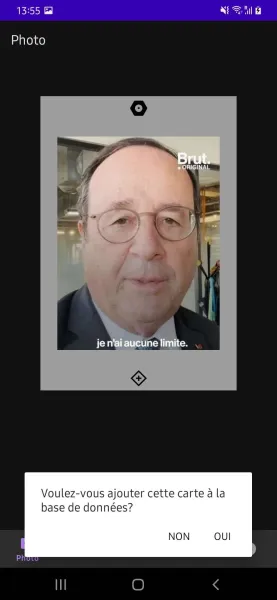 13:55
Photo
Brut.
ORIGINAL
je n'ai aucune limite.
Voulez-vous ajouter cette carte à la
base de données?
NON OUI
Photo